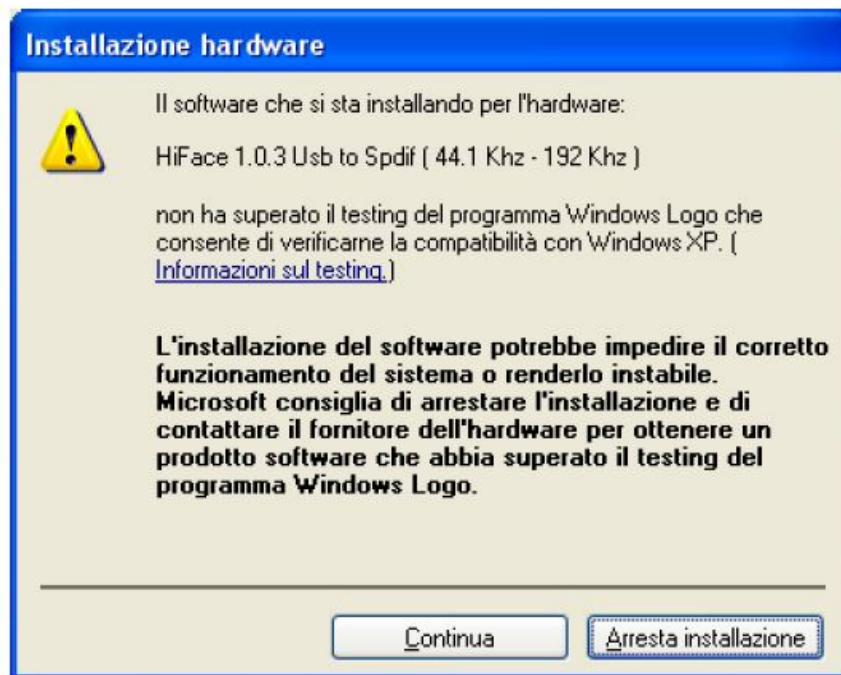 Installazione hardware
Il software che si sta installando per l'hardware:
HiFace 1.0.3 Usb to Spdif ( 44.1 Khz - 192 Khz )
non ha superato il testing del programma Windows Logo che
consente di verificarne la compatibilità con Windows XP. (
Informazioni sul testing.)
L'installazione del software potrebbe impedire il corretto
funzionamento del sistema o renderlo instabile.
Microsoft consiglia di arrestare l'installazione e di
contattare il fornitore dell'hardware per ottenere un
prodotto software che abbia superato il testing del
programma Windows Logo.
Continua
Arresta installazione